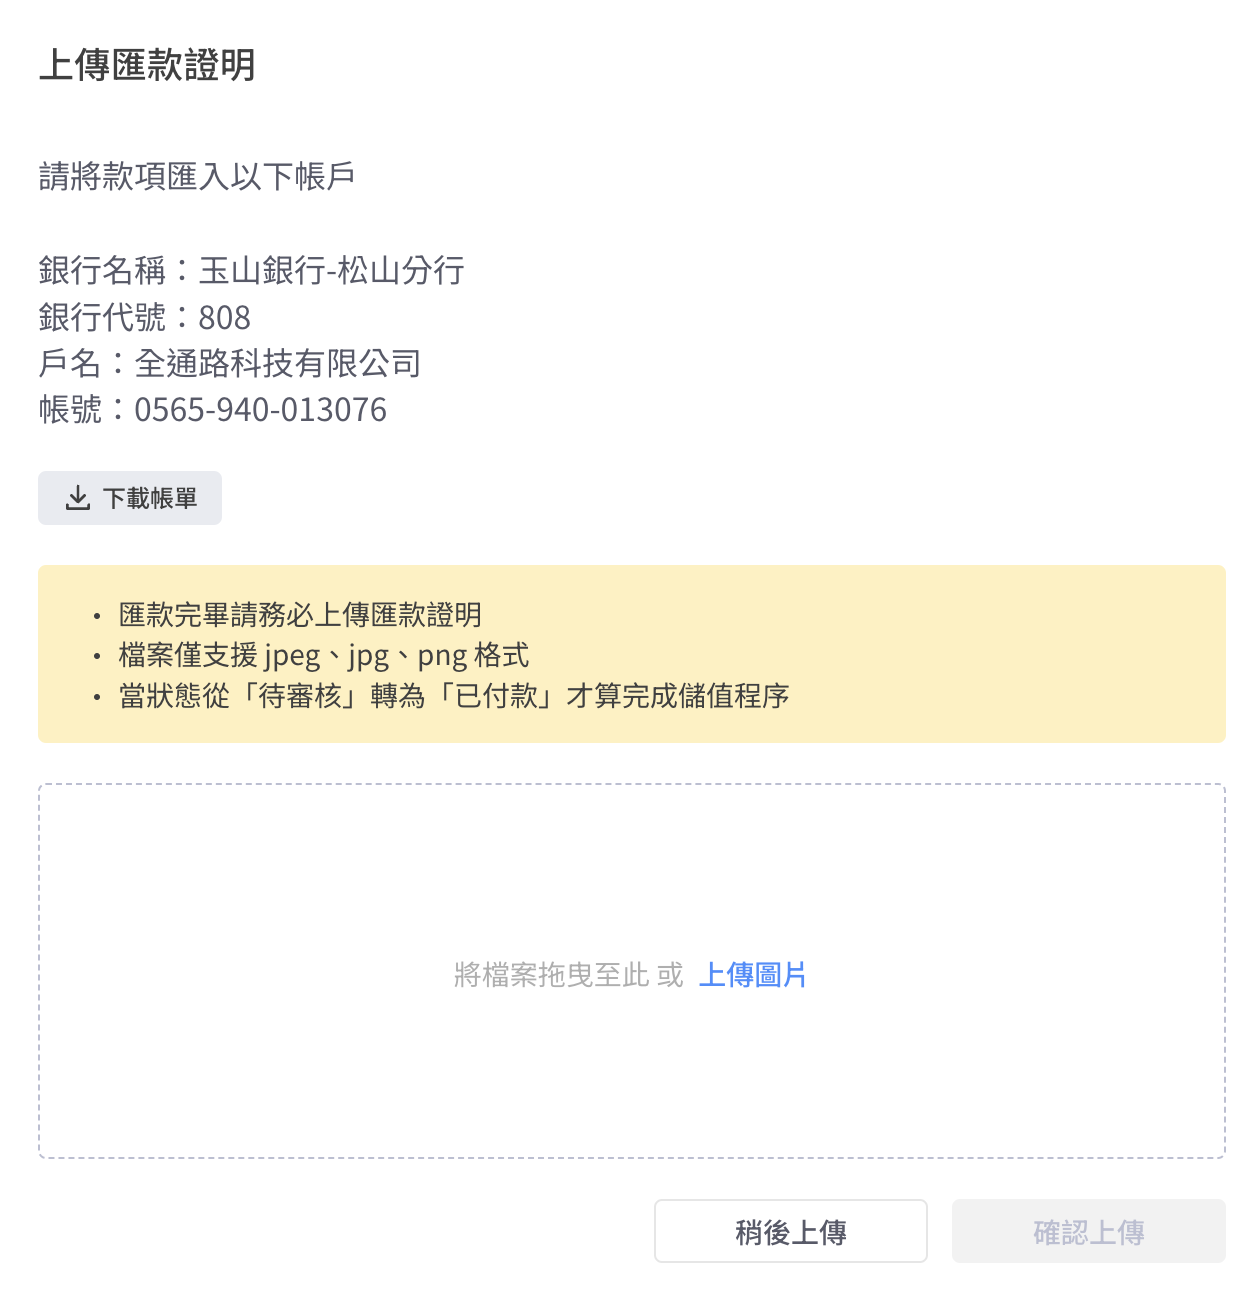 上傳匯款證明
請將款項匯入以下帳戶
銀行名稱：玉山銀行-松山分行
銀行代號：808
戶名：全通路科技有限公司
帳號：0565-940-013076
下載帳單
• 匯款完畢請務必上傳匯款證明
• 檔案僅支援 jpeg、jpg、png 格式
• 當狀態從「待審核」轉為「已付款」才算完成儲值程序
將檔案拖曳至此 或 上傳圖片
稍後上傳
確認上傳